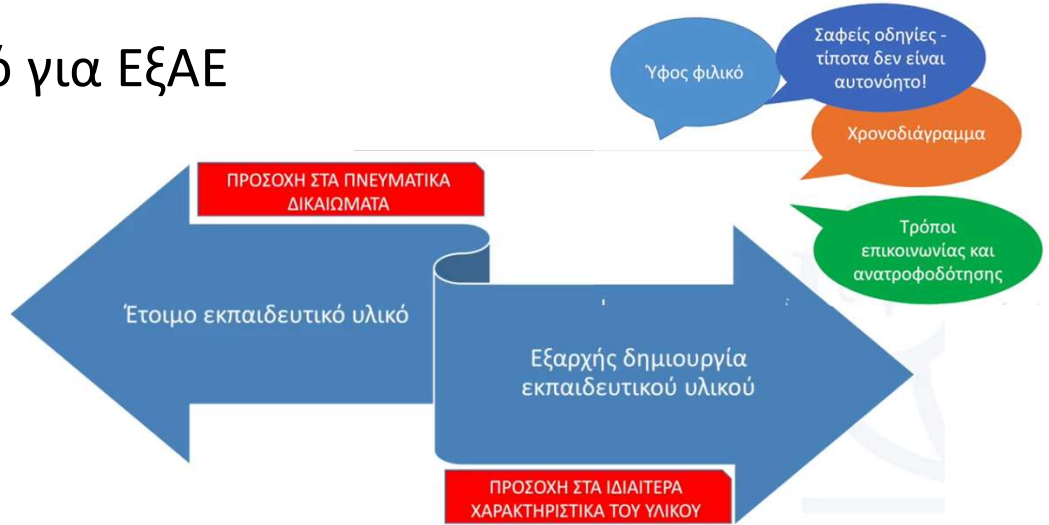 ό για ΕξΑΕ
Ύφος φιλικό
Σαφείς οδηγίες -
τίποτα δεν είναι
αυτονόητο!
Χρονοδιάγραμμα
Τρόποι
επικοινωνίας και
ανατροφοδότησης
ΠΡΟΣΟΧΗ ΣΤΑ ΠΝΕΥΜΑΤΙΚΑ
ΔΙΚΑΙΩΜΑΤΑ
Έτοιμο εκπαιδευτικό υλικό
Εξαρχής δημιουργία
εκπαιδευτικού υλικού
ΠΡΟΣΟΧΗ ΣΤΑ ΙΔΙΑΙΤΕΡΑ
ΧΑΡΑΚΤΗΡΙΣΤΙΚΑ ΤΟΥ ΥΛΙΚΟΥ